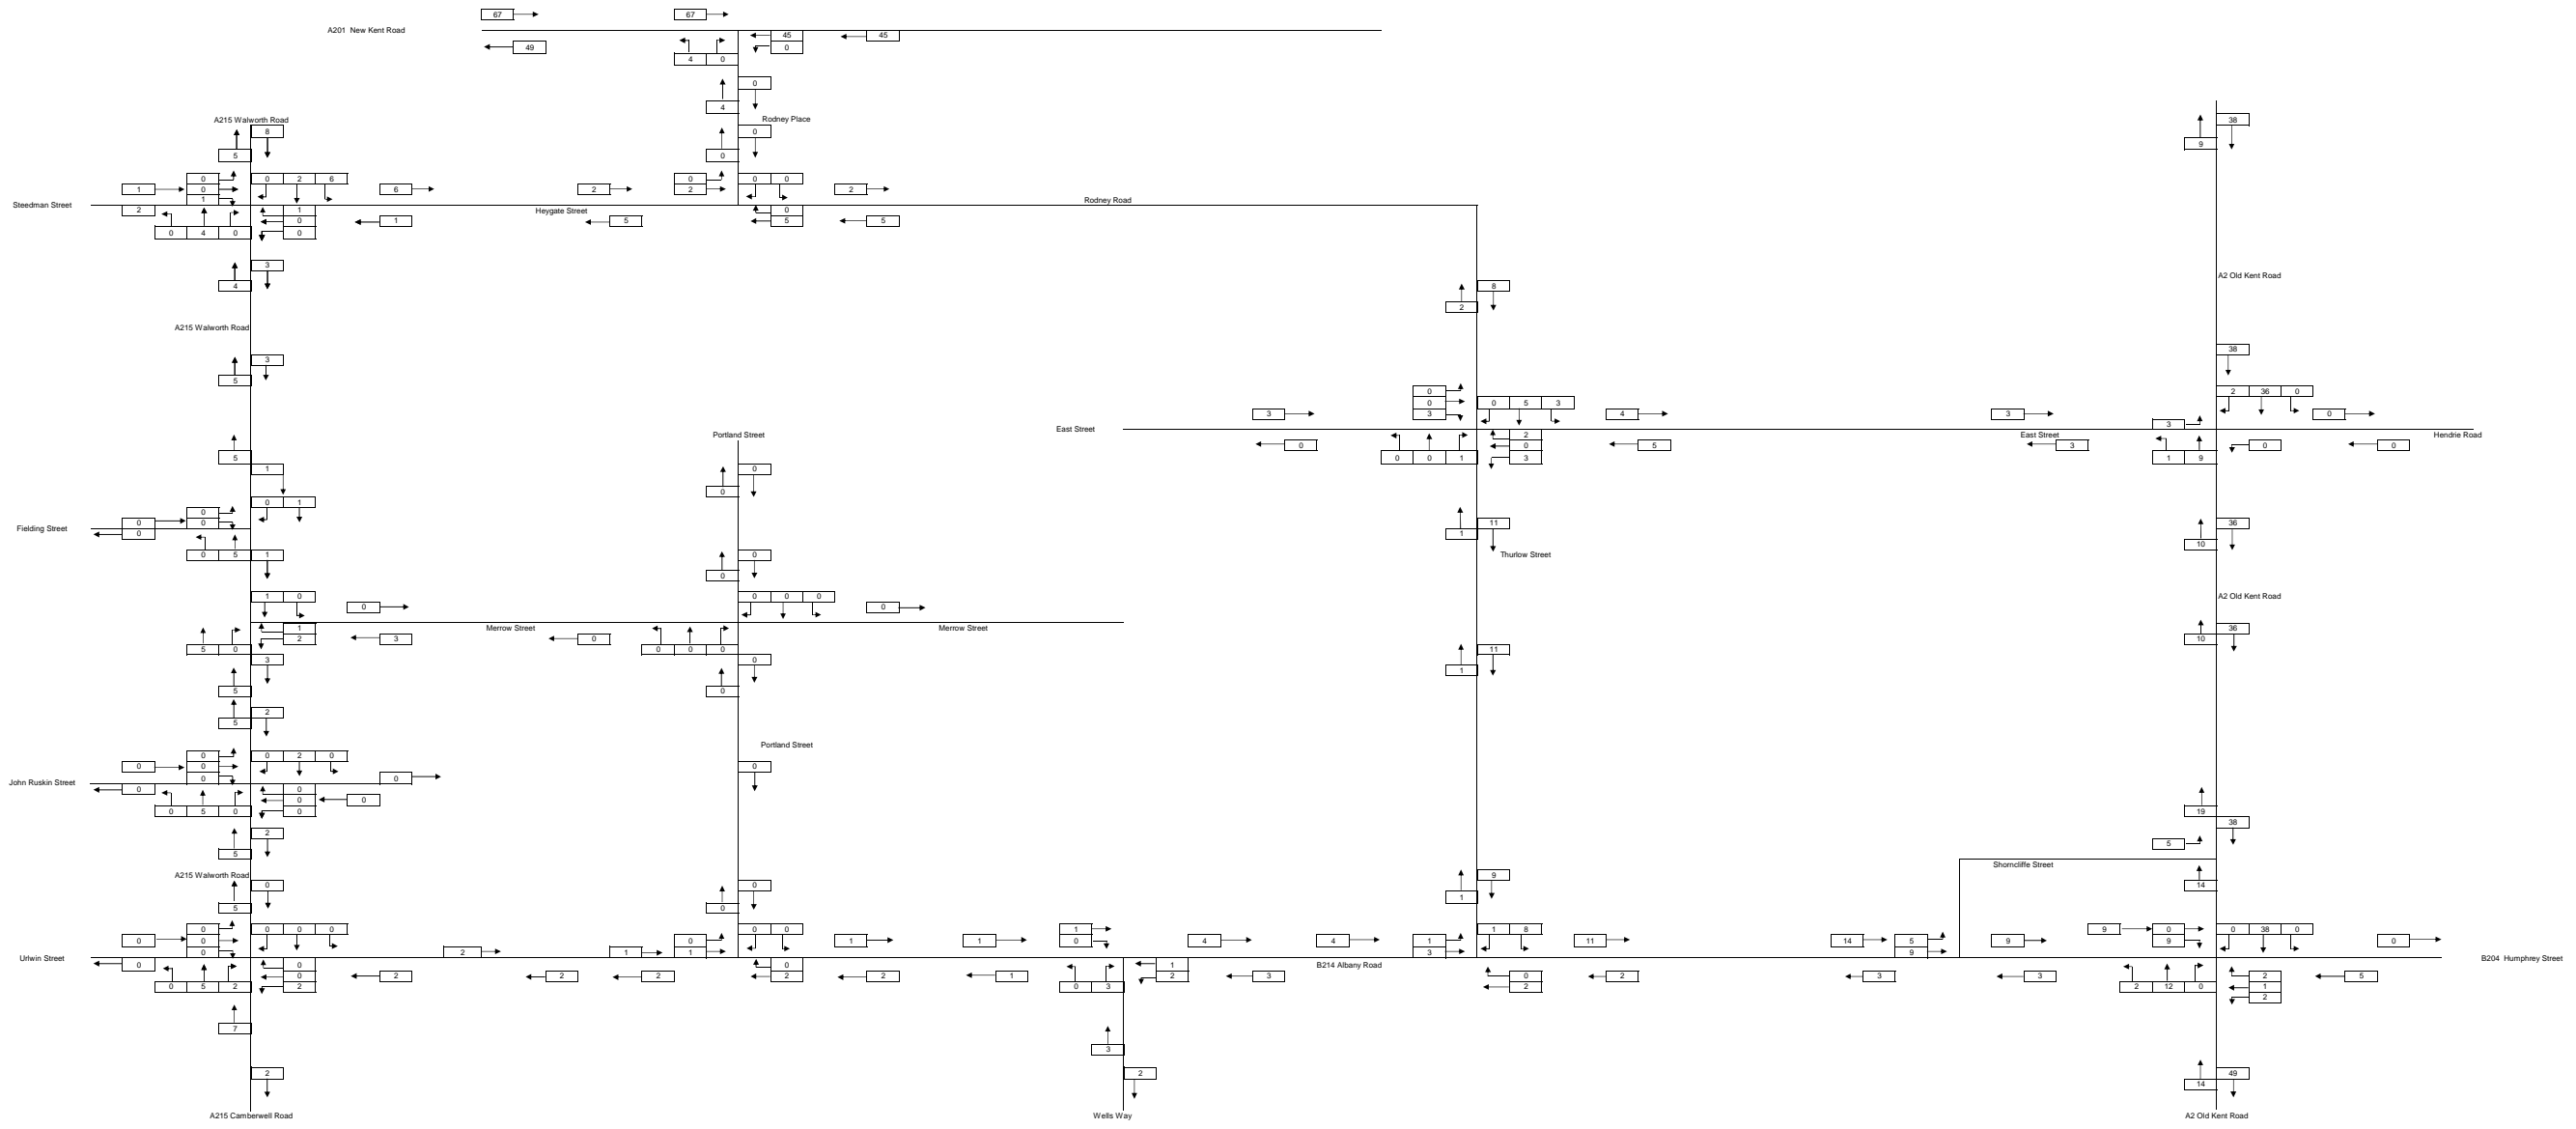 67 67
A201 New Kent Road
45 45
49 0
4 0
0
4
Rodney Place
A215 Walworth Road
38
8 0
9
5 0
0 0 2 6 0 0 0
1 0 6 2 2 2
1
Rodney Road
Steedman Street
2 1 0
Heygate Street
0 5 5 5
1
0 4 0 0
3
A2 Old Kent Road
4
8
2
A215 Walworth Road
38
3
5
0 2 36 0
0 0 5 3
3 3 4 3 0
3
East Street
East Street
Hendrie Road
Portland Street
2
0 0 5 3 0 0
5 0 0 1 3 1 9
1 0
0
0 1
0
0 0 11 36
Fielding Street
0 1
10
0 5 1 0
Thurlow Street
0
1 0 0 0 0
0 0
A2 Old Kent Road
Merrow Street
Merrow Street
1 36
2 3 0 10
5 0 0 0 0 11
3 0
1
5 0
2
5
Portland Street
0 0 2 0
0 0
0 0
John Ruskin Street
0 0
0 0
0 5 0 0
19
38
2
5
5
Shorncliffe Street
A215 Walworth Road
9
0 0 14
5 0 1
0 0 0 0 0 0 1 1 8 9 0 0 38 0
0 0 0 1 1 0 4 4 1 11 14 5 9 9 0
0 2 1 1 3 9
Urlwin Street
B214 Albany Road
B204 Humphrey Street
0 0 0 1
0 2 2 2 2 2 1 2 3 0 2 3 3 2 5
0 5 2 2 0 3 2 2 12 0 1
2
7
3
2 2 49
14
A215 Camberwell Road
Wells Way
A2 Old Kent Road